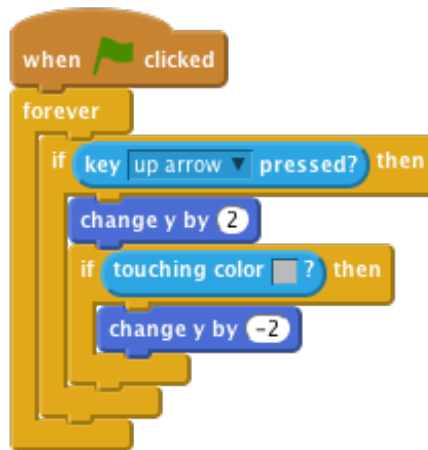 when clicked
forever
if key up arrow pressed? then
change y by 2
if touching color ? then
change y by -2